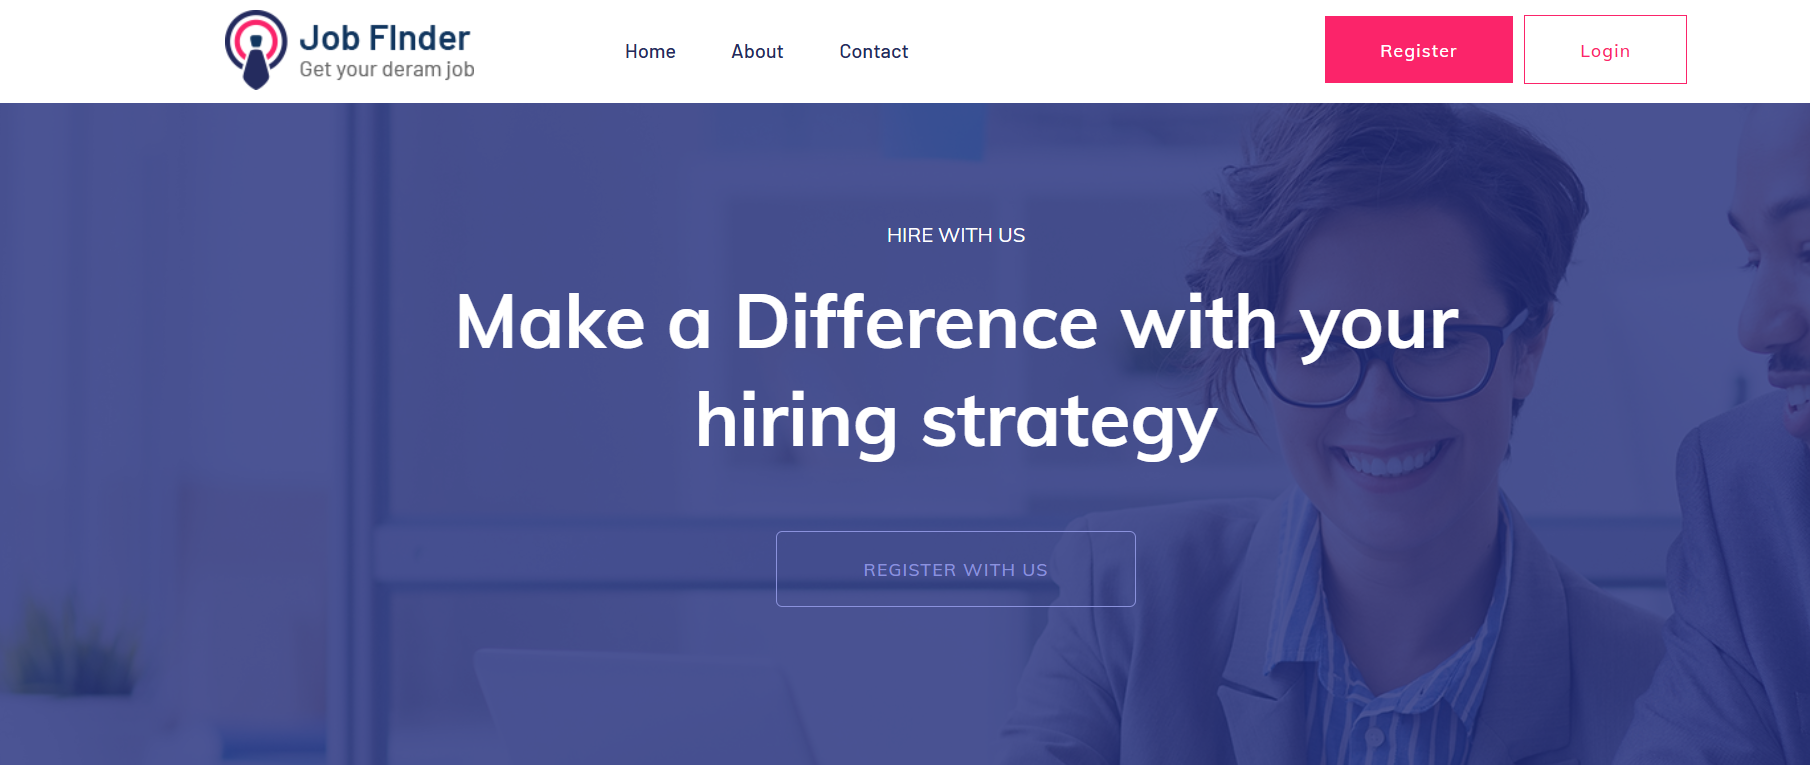 Job FInder
Get your deram job
Home About Contact
Register Login
HIRE WITH US
Make a Difference with your
hiring strategy
REGISTER WITH US